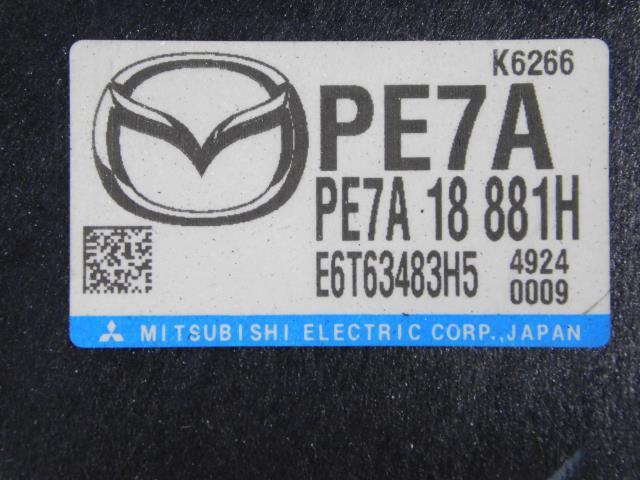 K6266
PE7A
PE7A 18 881H
E6T63483H5 4924
0009
MITSUBISHI ELECTRIC CORP., JAPAN